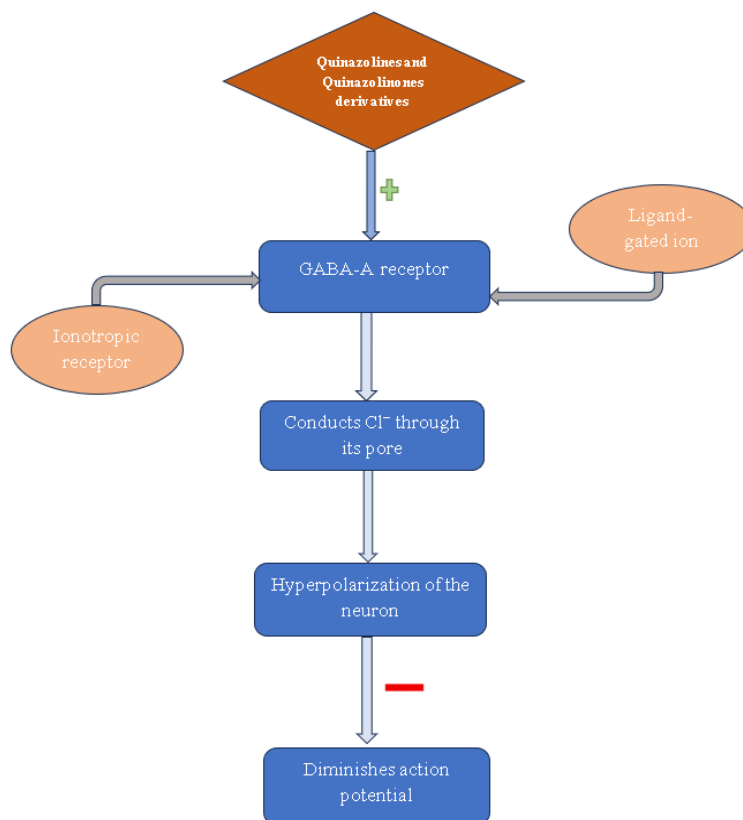 Quinazolines and
Quinazolinones
derivatives
Ligand-
gated ion
GABA-A receptor
Ionotropic
receptor
Conducts Cl⁻ through
its pore
Hyperpolarization of the
neuron
Diminishes action
potential